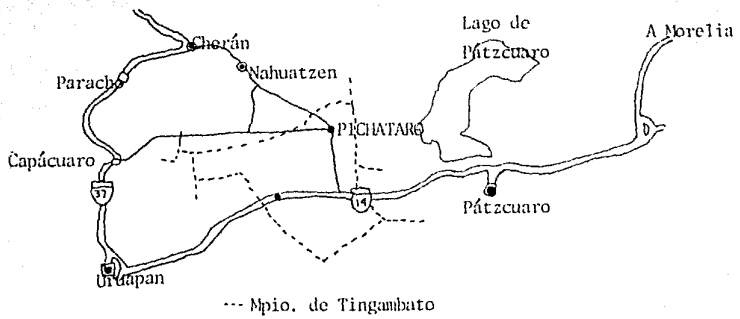 Lago de
Pátzcuaro
A Morelia
Cherán
Nahuatzen
Paracho
PICHATARO
Capácuaro
37
14
Pátzcuaro
Uruapan
--- Mpio. de Tingambato